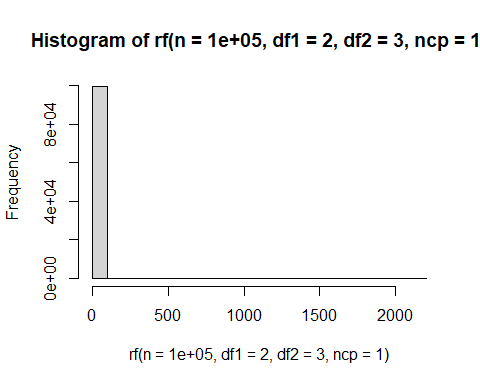 Histogram of rf(n = 1e+05, df1 = 2, df2 = 3, ncp = 1
Frequency
8e+04
4e+04
0e+00
0 500 1000 1500 2000
rf(n = 1e+05, df1 = 2, df2 = 3, ncp = 1)